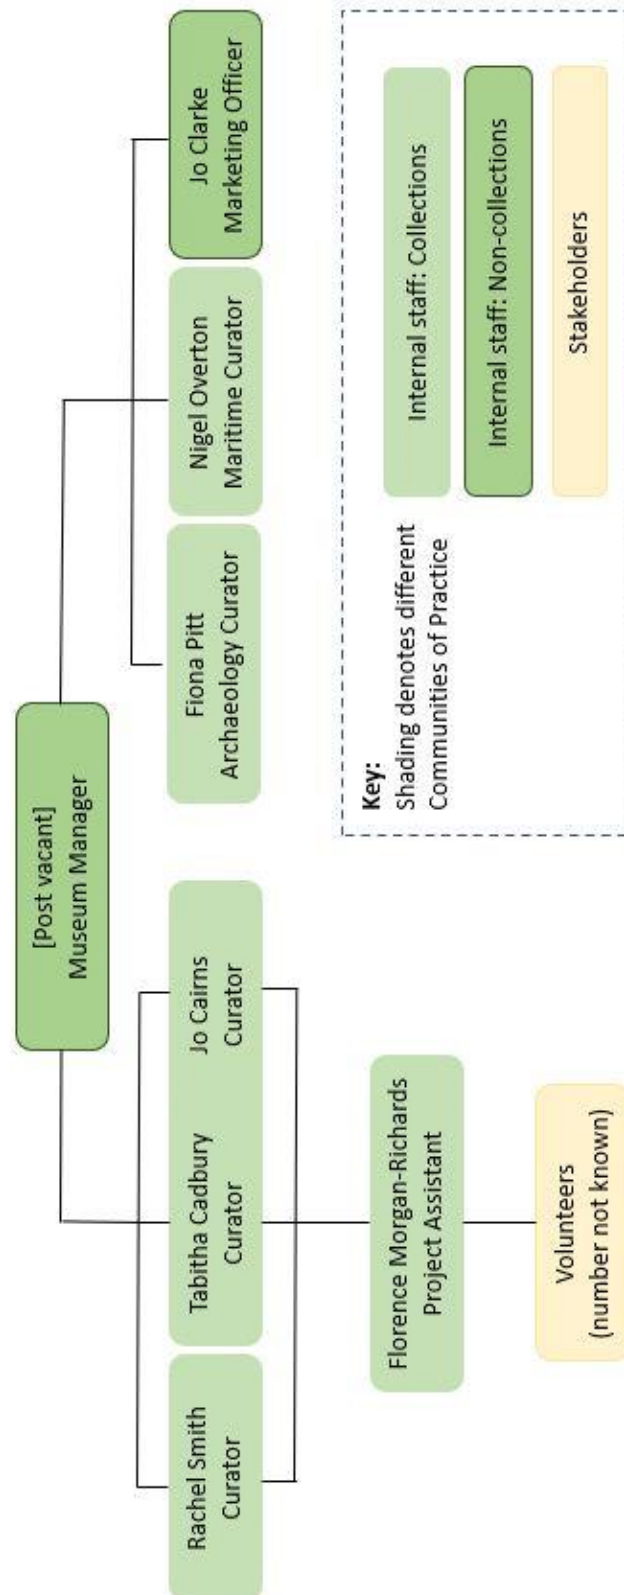 [Post vacant]
Museum Manager
Rachel Smith
Curator
Tabitha Cadbury
Curator
Jo Cairns
Curator
Fiona Pitt
Archaeology Curator
Nigel Overton
Maritime Curator
Jo Clarke
Marketing Officer
Florence Morgan-Richards
Project Assistant
Volunteers
(number not known)
Key:
Shading denotes different
Communities of Practice
Internal staff: Collections
Internal staff: Non-collections
Stakeholders